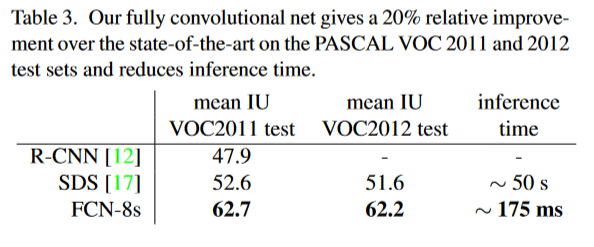 Table 3. Our fully convolutional net gives a 20% relative improve-
ment over the state-of-the-art on the PASCAL VOC 2011 and 2012
test sets and reduces inference time.
mean IU mean IU inference
VOC2011 test VOC2012 test time
R-CNN [12] 47.9 - -
SDS [17] 52.6 51.6 ~ 50 s
FCN-8s 62.7 62.2 ~ 175 ms